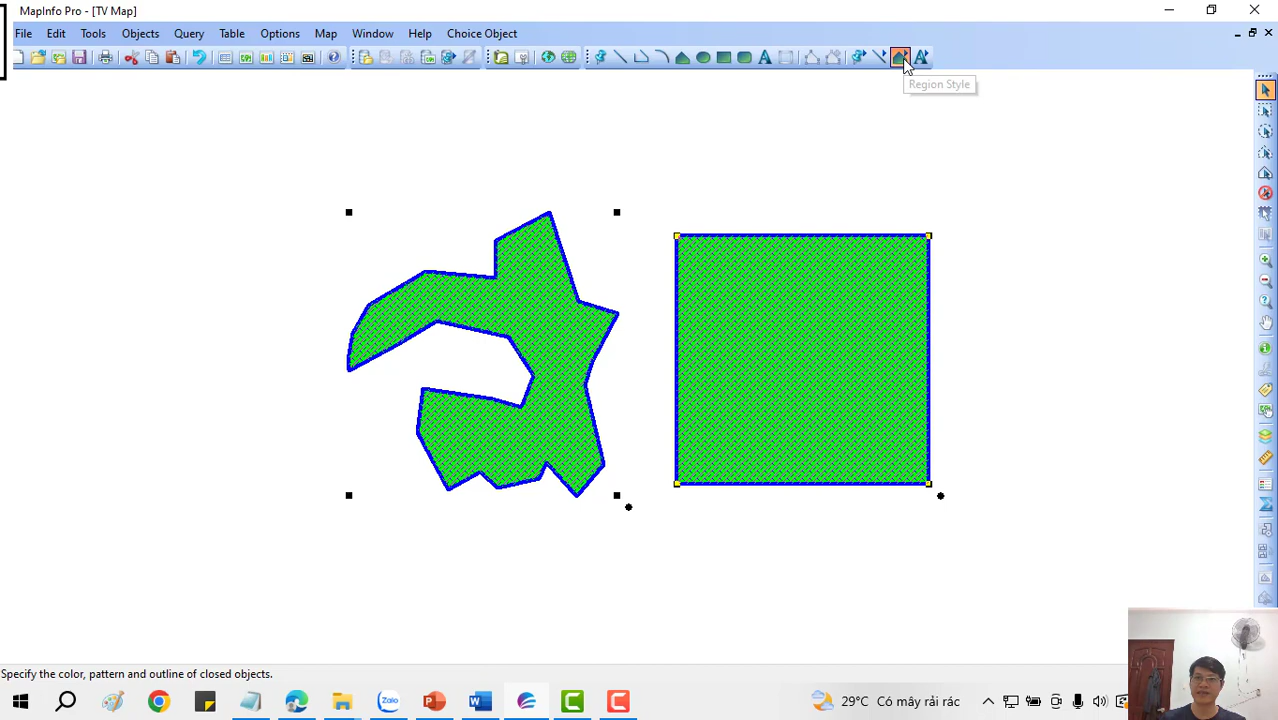 MapInfo Pro - [TV Map]
File Edit Tools Objects Query Table Options Map Window Help Choice Object
Region Style
Specify the color, pattern and outline of closed objects.
Zalo
29°C Có mây rải rác